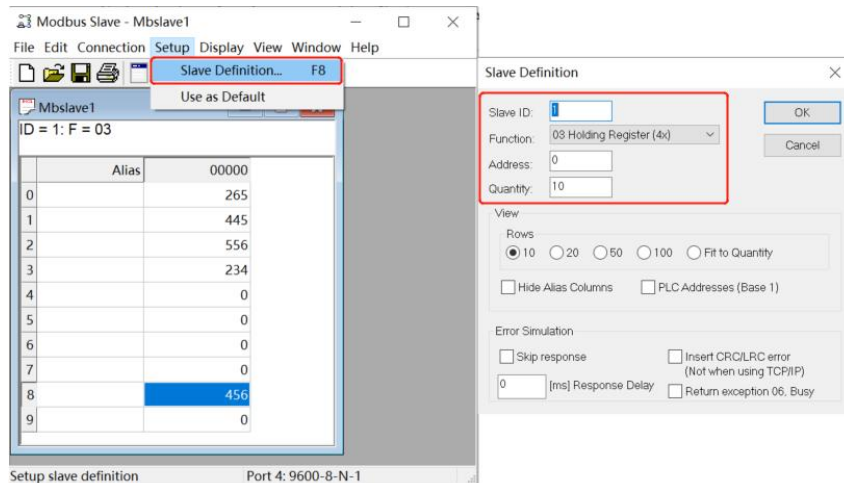 Modbus Slave - Mbslave1
File Edit Connection Setup Display View Window Help
Slave Definition... F8
Use as Default
Mbslave1
ID = 1: F = 03
Alias 00000
0 265
1 445
2 556
3 234
4 0
5 0
6 0
7 0
8 456
9 0
Setup slave definition Port 4: 9600-8-N-1
Slave Definition
Slave ID: 1
OK
Function: 03 Holding Register (4x)
Cancel
Address: 0
Quantity: 10
View
Rows
10 20 50 100 Fit to Quantity
Hide Alias Columns PLC Addresses (Base 1)
Error Simulation
Skip response Insert CRC/LRC error
(Not when using TCP/IP)
0 [ms] Response Delay Return exception 06, Busy